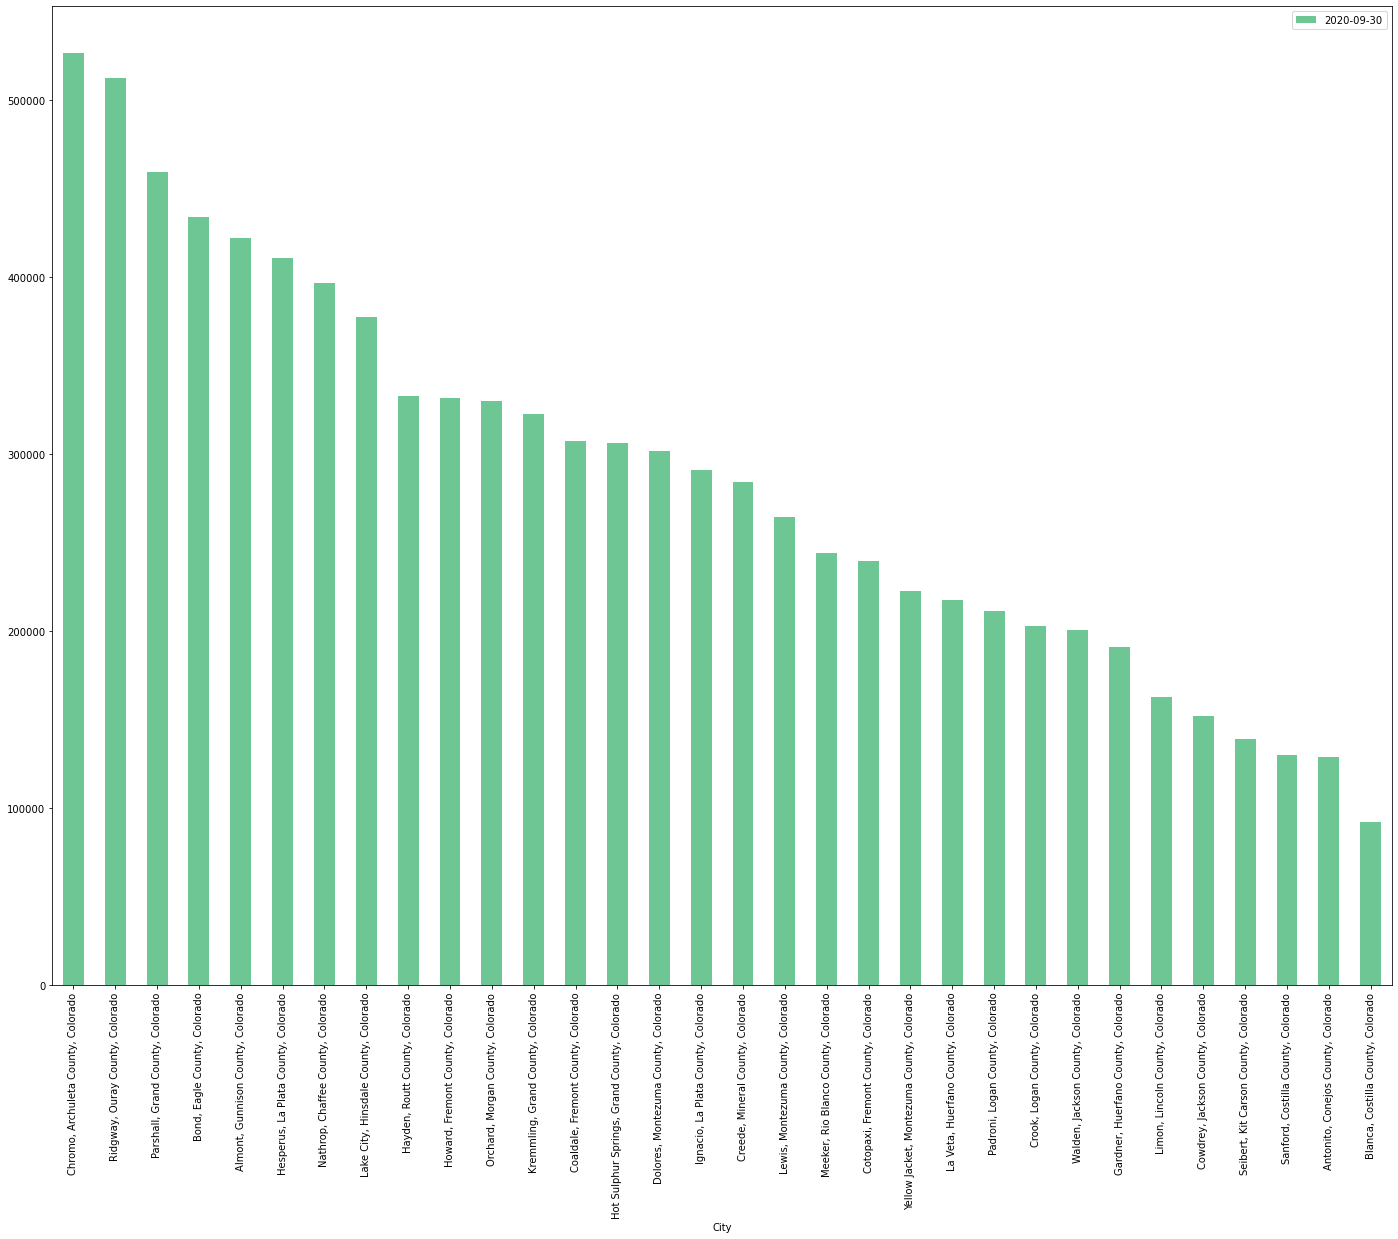 2020-09-30
500000
400000
300000
200000
100000
0
Chromo, Archuleta County, Colorado
Ridgway, Ouray County, Colorado
Parshall, Grand County, Colorado
Bond, Eagle County, Colorado
Almont, Gunnison County, Colorado
Hesperus, La Plata County, Colorado
Nathrop, Chaffee County, Colorado
Lake City, Hinsdale County, Colorado
Hayden, Routt County, Colorado
Howard, Fremont County, Colorado
Orchard, Morgan County, Colorado
Kremmling, Grand County, Colorado
Coaldale, Fremont County, Colorado
Hot Sulphur Springs, Grand County, Colorado
Dolores, Montezuma County, Colorado
Ignacio, La Plata County, Colorado
Creede, Mineral County, Colorado
Lewis, Montezuma County, Colorado
Meeker, Rio Blanco County, Colorado
Cotopaxi, Fremont County, Colorado
Yellow Jacket, Montezuma County, Colorado
La Veta, Huerfano County, Colorado
Padroni, Logan County, Colorado
Crook, Logan County, Colorado
Walden, Jackson County, Colorado
Gardner, Huerfano County, Colorado
Limon, Lincoln County, Colorado
Cowdrey, Jackson County, Colorado
Seibert, Kit Carson County, Colorado
Sanford, Costilla County, Colorado
Antonito, Conejos County, Colorado
Blanca, Costilla County, Colorado
City